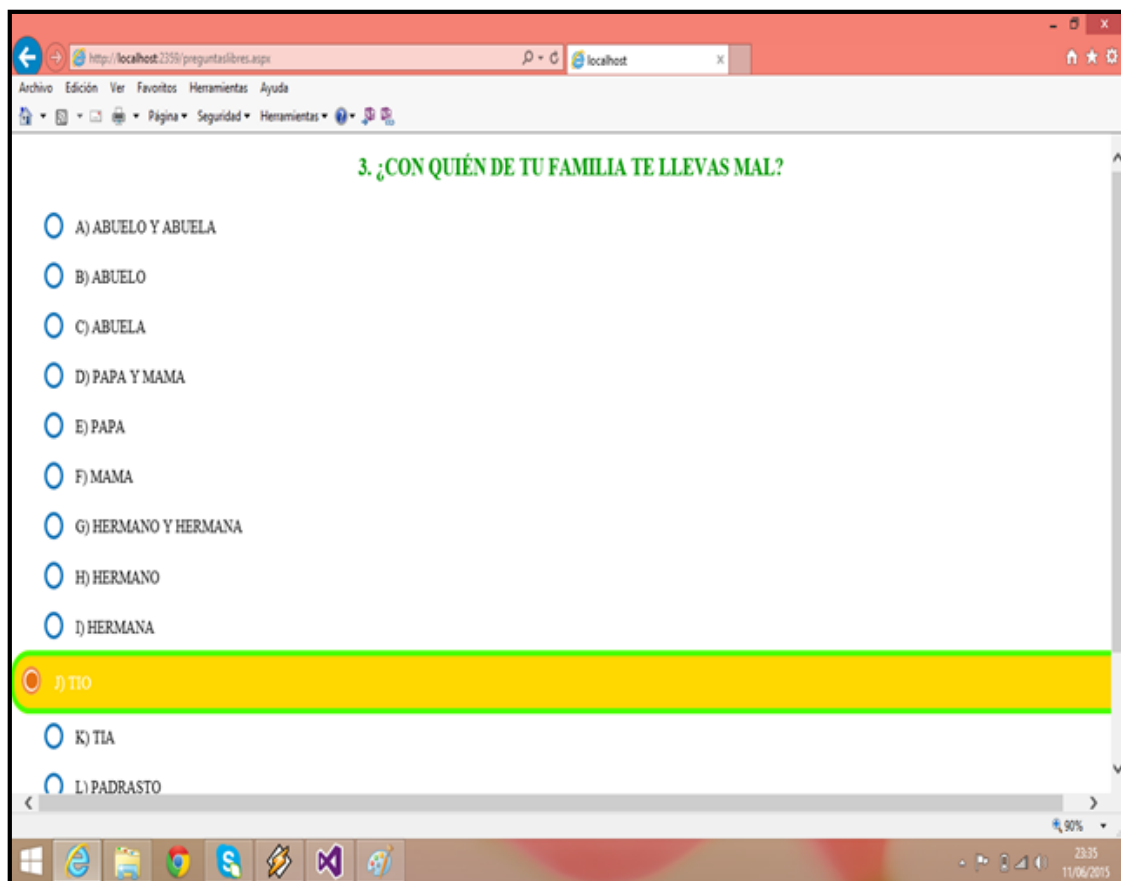 http://localhost:2359/preguntaslibres.aspx
localhost
Archivo Edición Ver Favoritos Herramientas Ayuda
Página Seguridad Herramientas
3. ¿CON QUIÉN DE TU FAMILIA TE LLEVAS MAL?
A) ABUELO Y ABUELA
B) ABUELO
C) ABUELA
D) PAPA Y MAMA
E) PAPA
F) MAMA
G) HERMANO Y HERMANA
H) HERMANO
I) HERMANA
J) TIO
K) TIA
L) PADRASTO
90%
23:35
11/06/2015